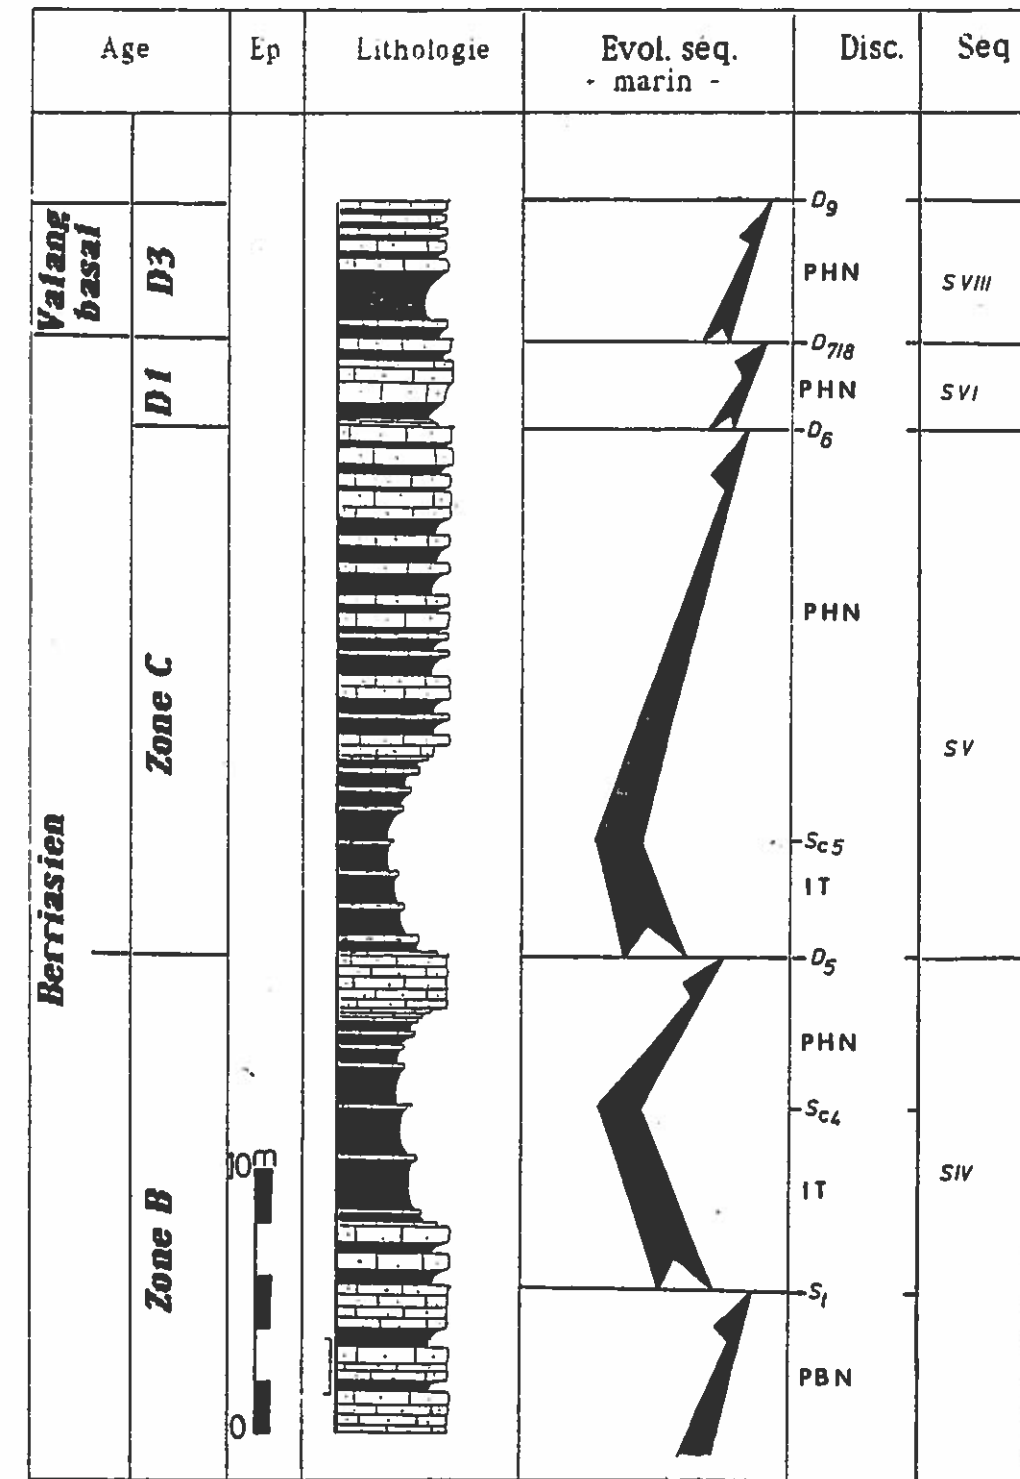 Age
Ep
Lithologie
Evol. séq.
- marin -
Disc.
Seq
Valang
basal
D3
D1
Zone C
Berriasien
Zone B
10m
0
D9
PHN
SVIII
D7/8
PHN
SVI
D6
PHN
SV
Sc5
IT
D5
PHN
Sc4
SIV
IT
S1
PBN